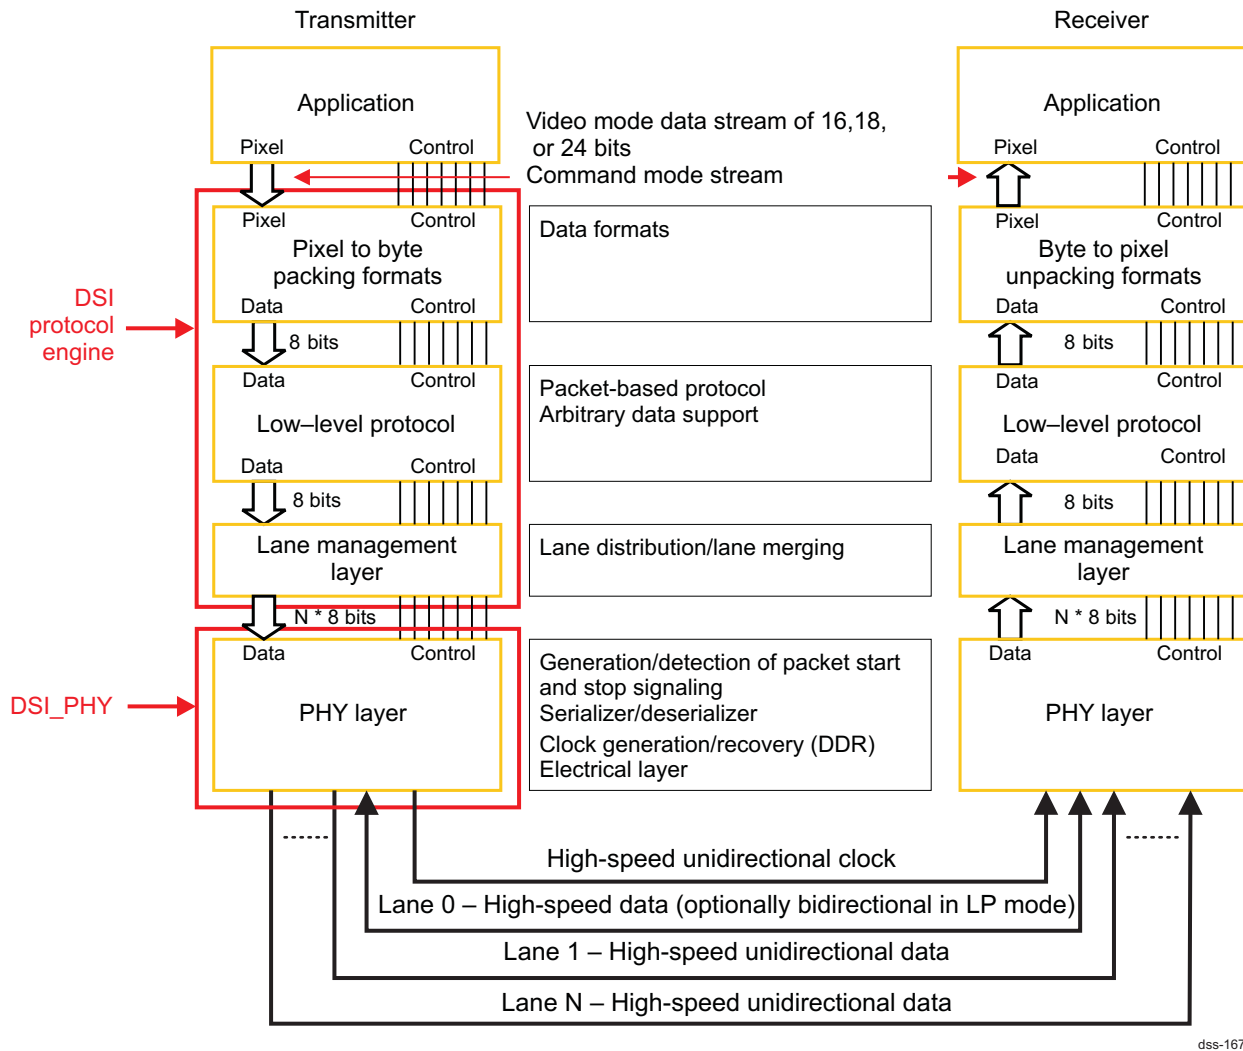 Transmitter
Receiver
Application
Pixel
Control
Video mode data stream of 16,18,
or 24 bits
Command mode stream
Application
Pixel
Control
DSI
protocol
engine
Pixel
Control
Pixel to byte
packing formats
Data
Control
Data formats
Pixel
Control
Byte to pixel
unpacking formats
Data
Control
8 bits
8 bits
Data
Control
Low–level protocol
Data
Control
Packet-based protocol
Arbitrary data support
Data
Control
Low–level protocol
Data
Control
8 bits
8 bits
Lane management
layer
Lane distribution/lane merging
Lane management
layer
N * 8 bits
N * 8 bits
DSI_PHY
Data
Control
PHY layer
Generation/detection of packet start
and stop signaling
Serializer/deserializer
Clock generation/recovery (DDR)
Electrical layer
Data
Control
PHY layer
High-speed unidirectional clock
Lane 0 – High-speed data (optionally bidirectional in LP mode)
Lane 1 – High-speed unidirectional data
Lane N – High-speed unidirectional data
dss-167